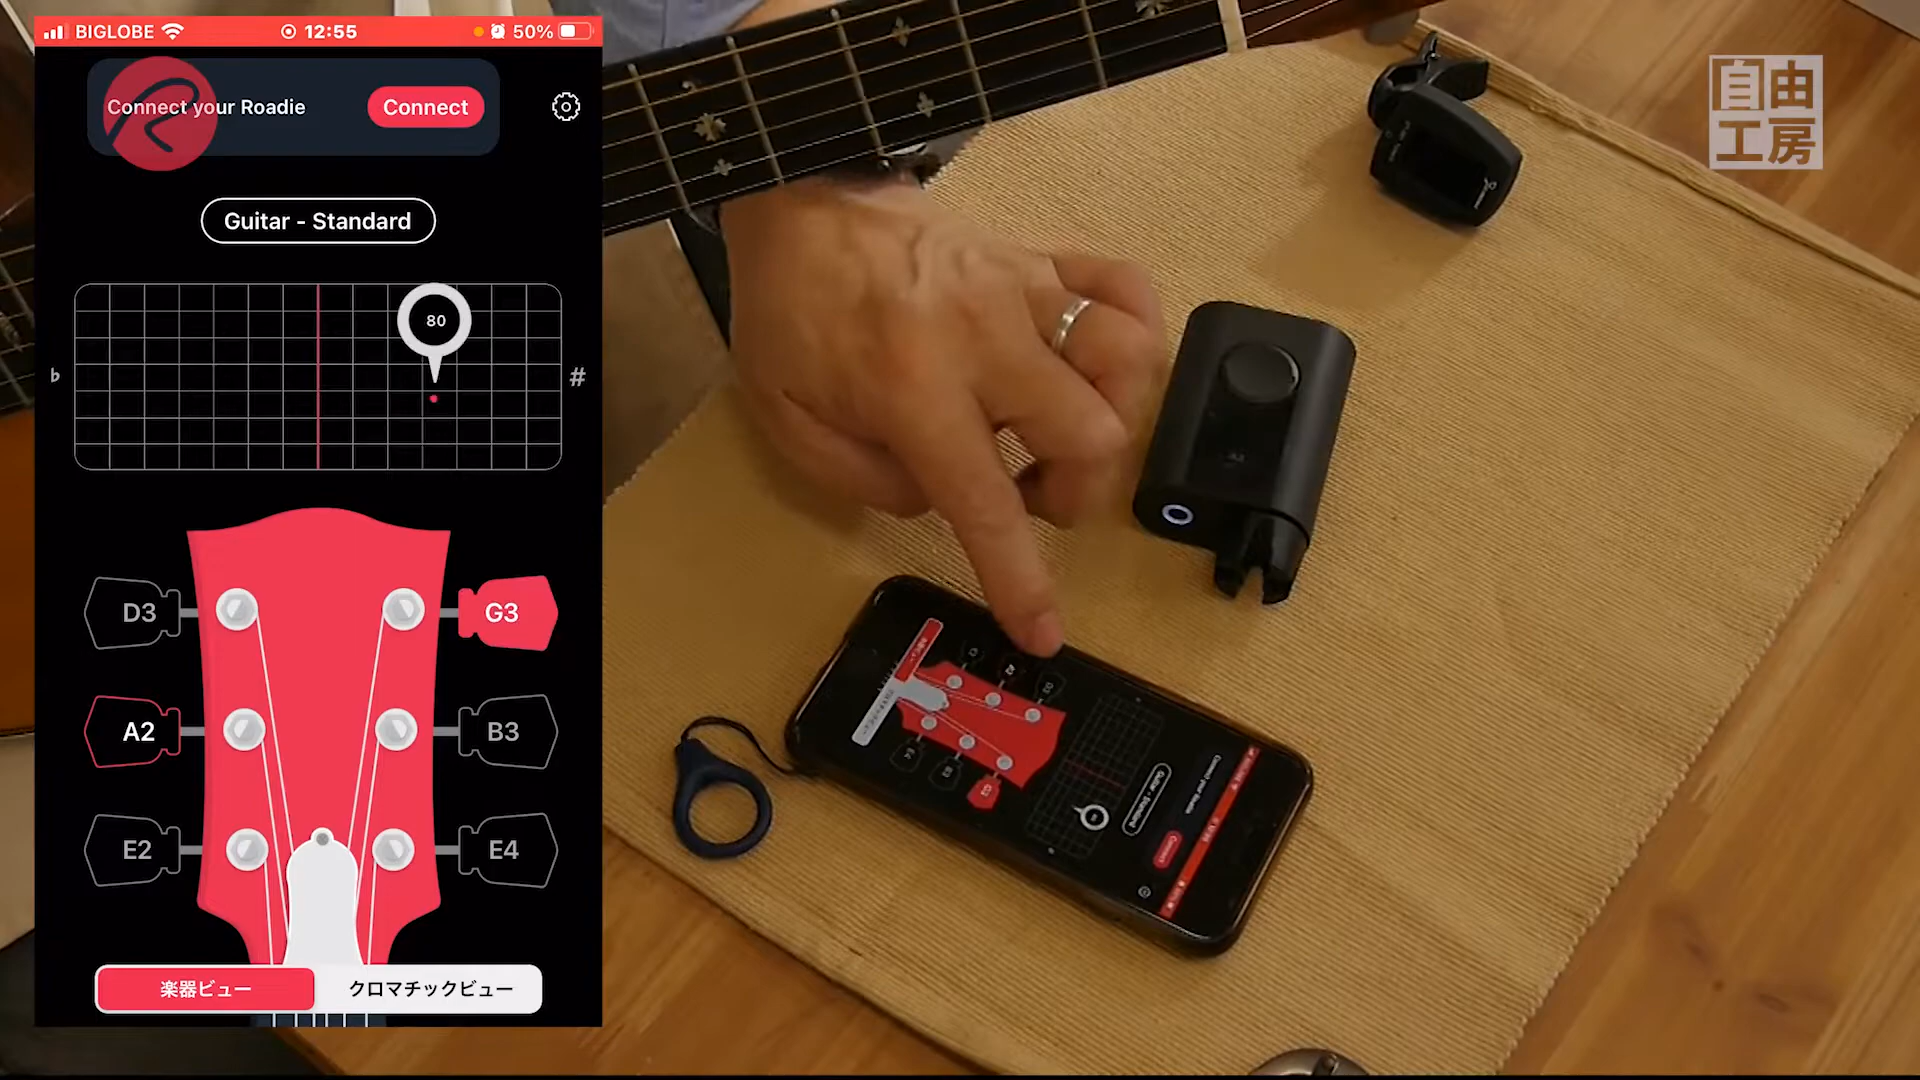 BIGLOBE 12:55 50%
Connect your Roadie Connect
Guitar - Standard
80
♭ #
D3 G3
A2 B3
E2 E4
楽器ビュー クロマチックビュー
自由
工房